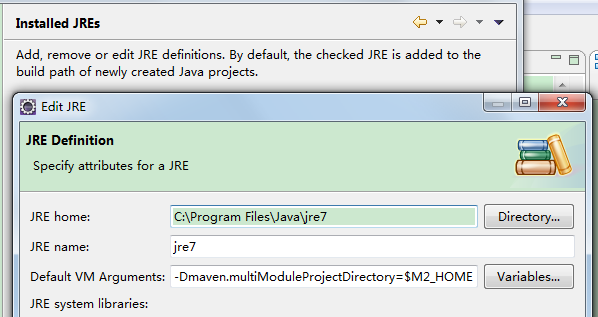 Installed JREs
Add, remove or edit JRE definitions. By default, the checked JRE is added to the
build path of newly created Java projects.
Edit JRE
JRE Definition
Specify attributes for a JRE
JRE home:
C:\Program Files\Java\jre7
Directory...
JRE name:
jre7
Default VM Arguments:
-Dmaven.multiModuleProjectDirectory=$M2_HOME
Variables...
JRE system libraries: